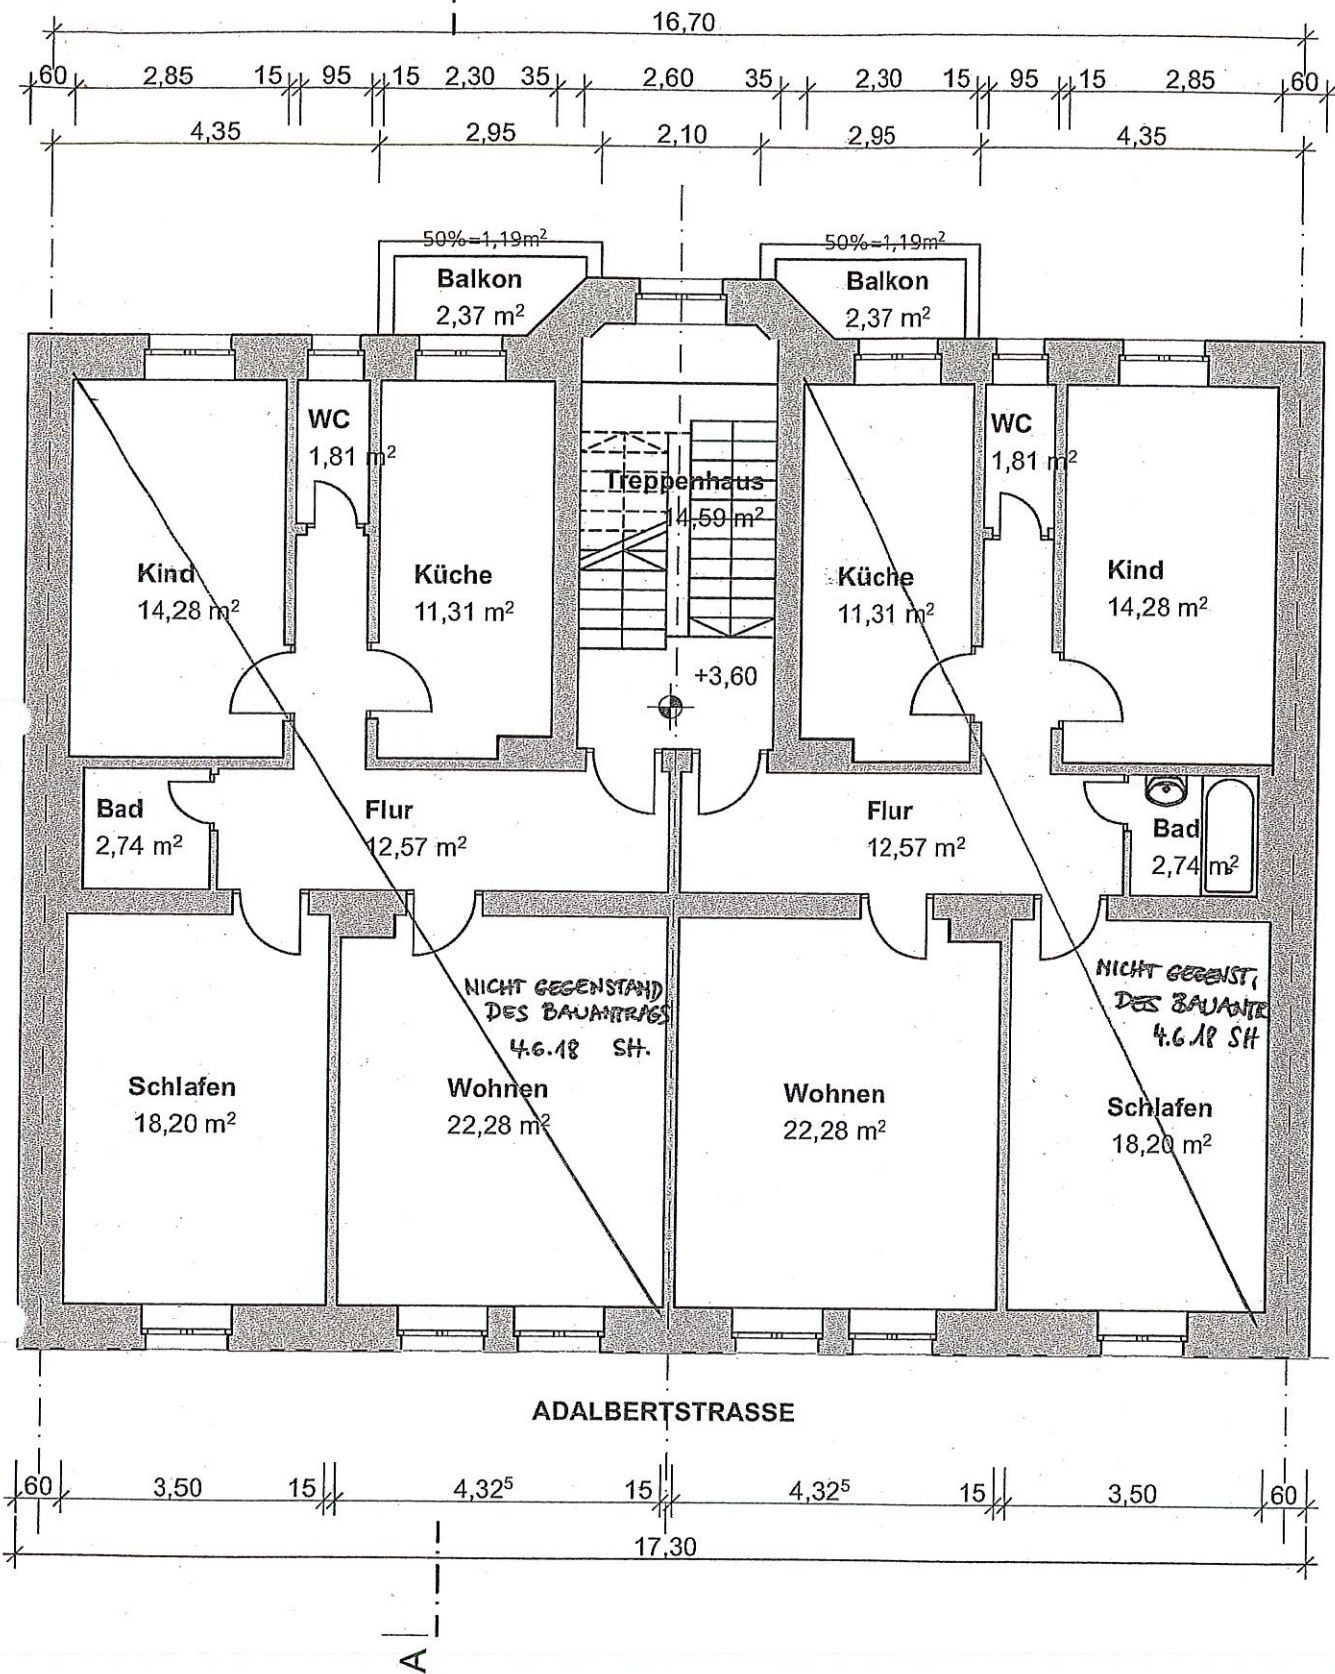 16,70
60 2,85 15 95 15 2,30 35 2,60 35 2,30 15 95 15 2,85 60
4,35 2,95 2,10 2,95 4,35
50%=1,19m² 50%=1,19m²
Balkon Balkon
2,37 m² 2,37 m²
WC WC
1,81 m² 1,81 m²
Treppenhaus
14,59 m²
Kind Küche Küche Kind
14,28 m² 11,31 m² 11,31 m² 14,28 m²
+3,60
Bad Flur Flur Bad
2,74 m² 12,57 m² 12,57 m² 2,74 m²
NICHT GEGENSTAND
DES BAUANTRAGS
4.6.18 SH.
NICHT GEGENST,
DES BAUANTR
4.6.18 SH
Schlafen Wohnen Wohnen Schlafen
18,20 m² 22,28 m² 22,28 m² 18,20 m²
ADALBERTSTRASSE
60 3,50 15 4,32⁵ 15 4,32⁵ 15 3,50 60
17,30
A